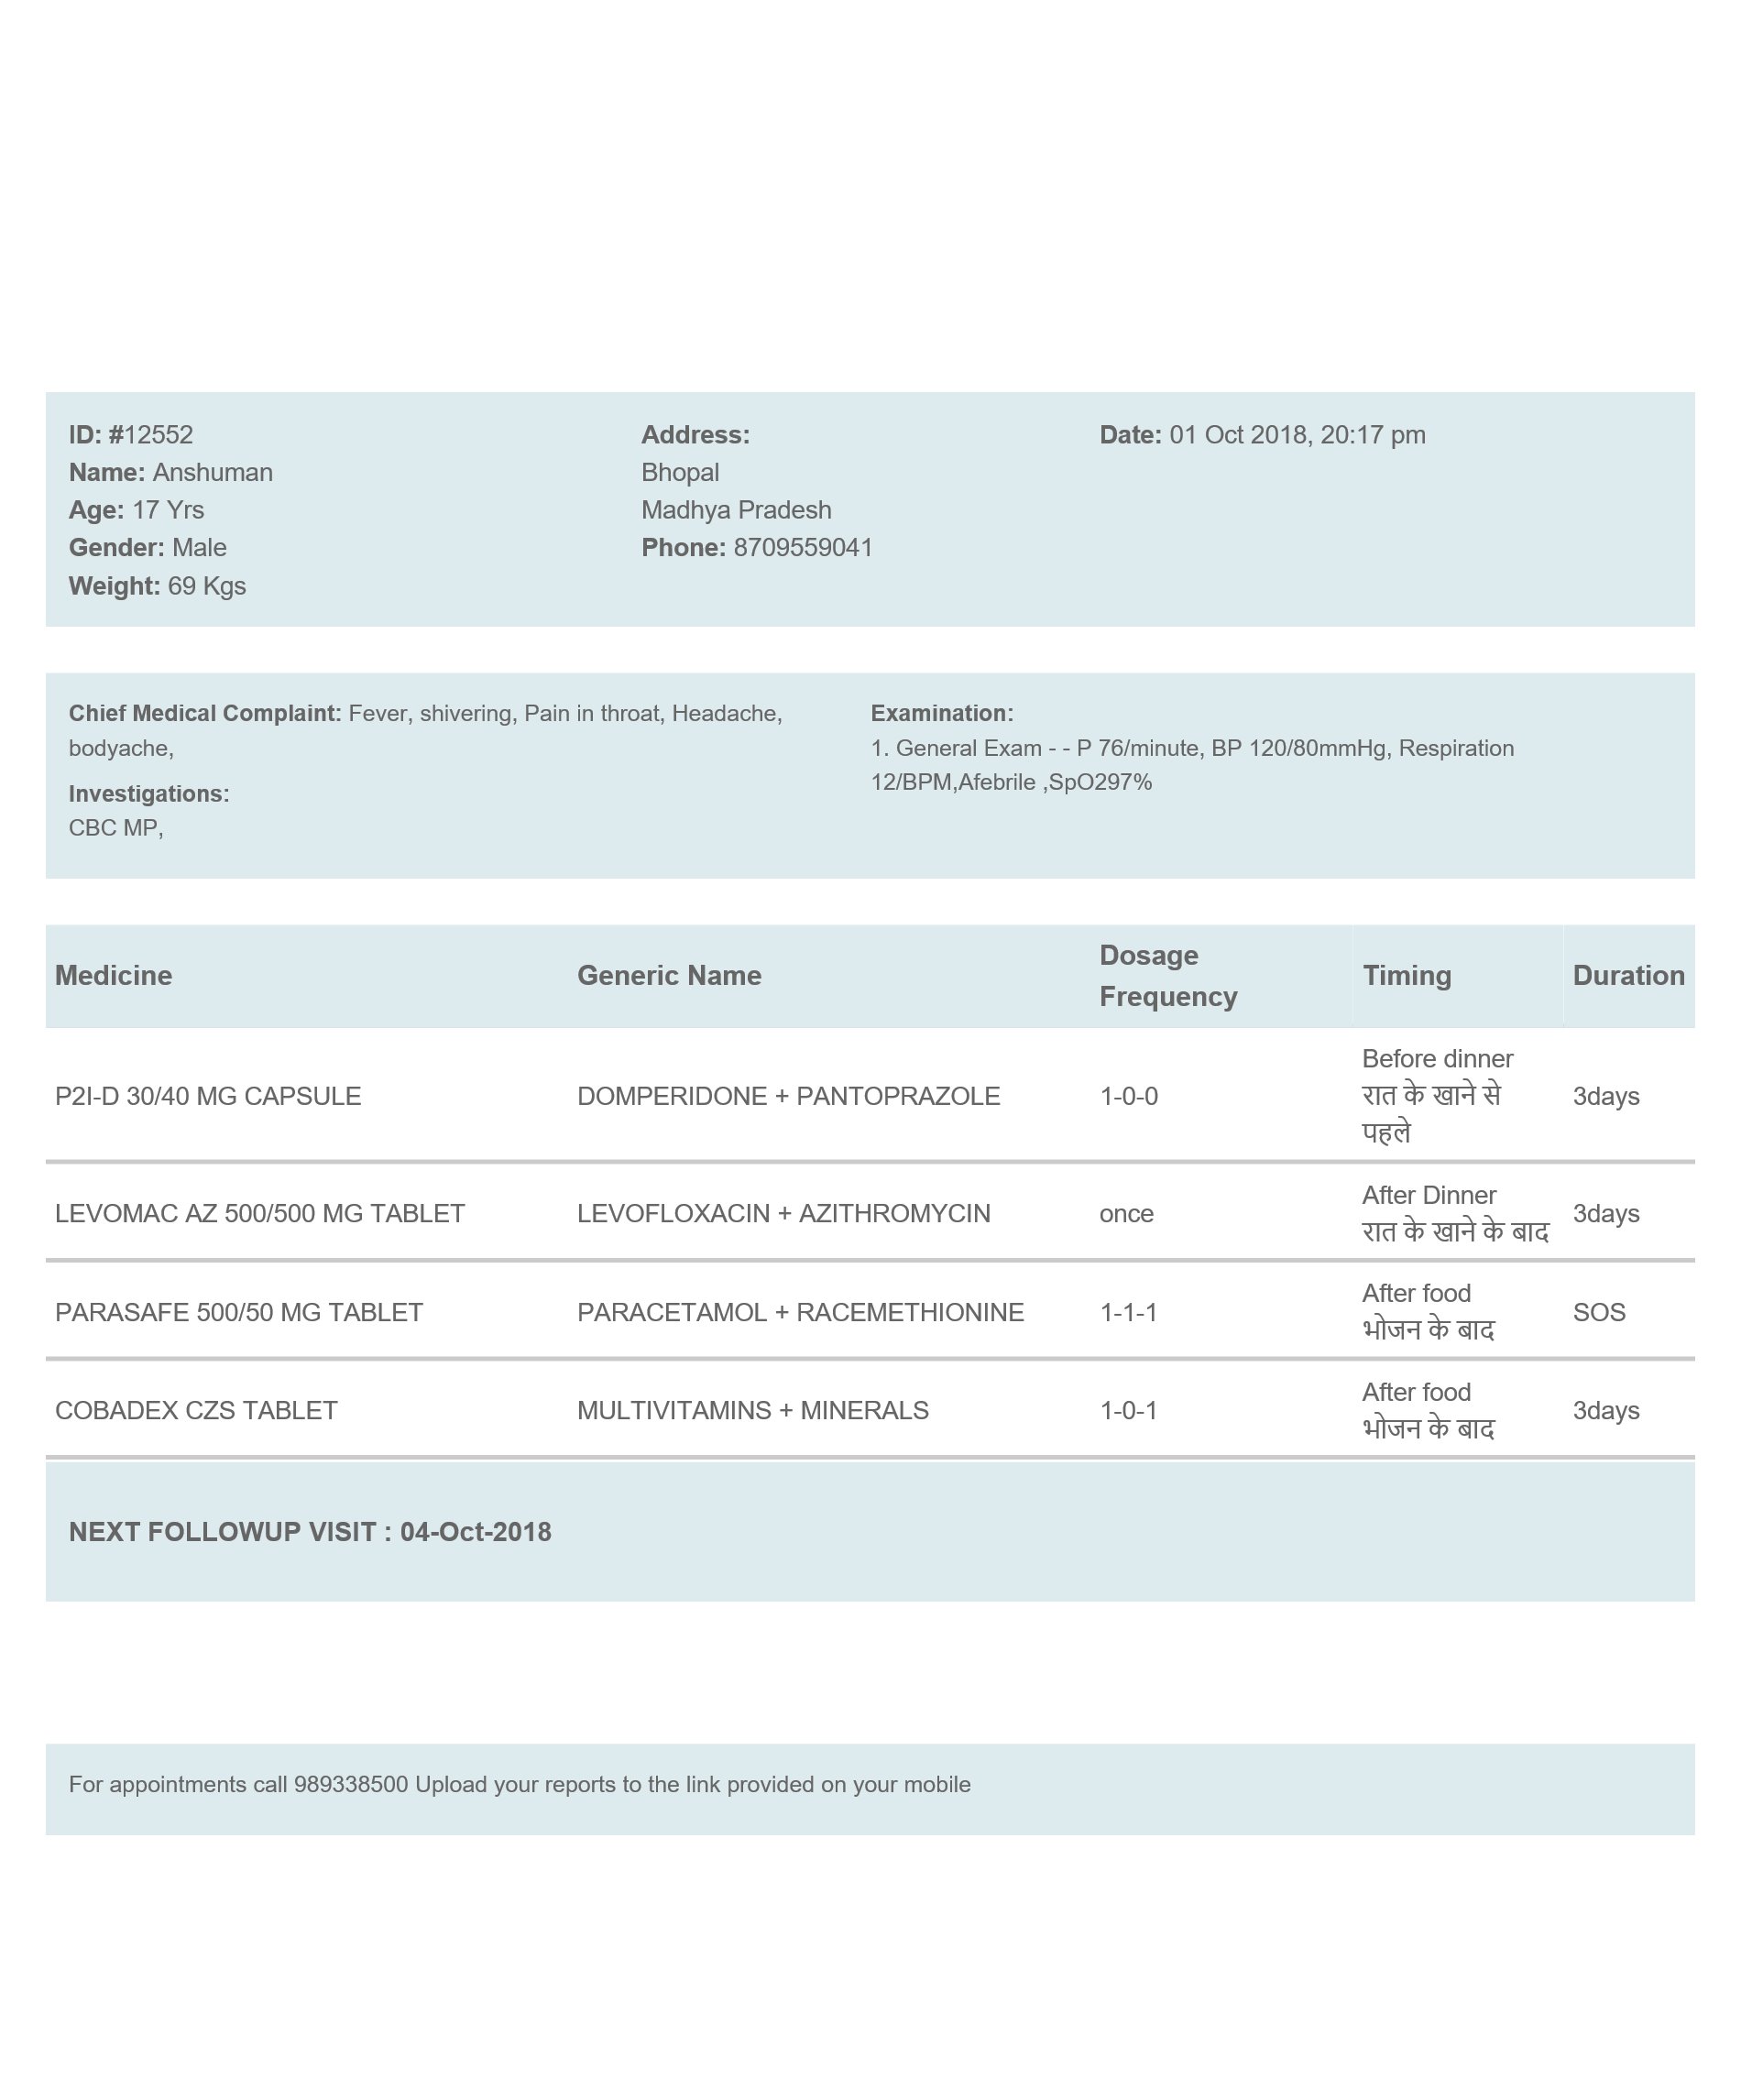 ID: #12552
Name: Anshuman
Age: 17 Yrs
Gender: Male
Weight: 69 Kgs
Address:
Bhopal
Madhya Pradesh
Phone: 8709559041
Date: 01 Oct 2018, 20:17 pm
Chief Medical Complaint: Fever, shivering, Pain in throat, Headache,
bodyache,
Investigations:
CBC MP,
Examination:
1. General Exam - - P 76/minute, BP 120/80mmHg, Respiration
12/BPM,Afebrile ,SpO297%
Medicine Generic Name Dosage Frequency Timing Duration
P2I-D 30/40 MG CAPSULE DOMPERIDONE + PANTOPRAZOLE 1-0-0 Before dinner
रात के खाने से
पहले
3days
LEVOMAC AZ 500/500 MG TABLET LEVOFLOXACIN + AZITHROMYCIN once After Dinner
रात के खाने के बाद
3days
PARASAFE 500/50 MG TABLET PARACETAMOL + RACEMETHIONINE 1-1-1 After food
भोजन के बाद
SOS
COBADEX CZS TABLET MULTIVITAMINS + MINERALS 1-0-1 After food
भोजन के बाद
3days
NEXT FOLLOWUP VISIT : 04-Oct-2018
For appointments call 989338500 Upload your reports to the link provided on your mobile